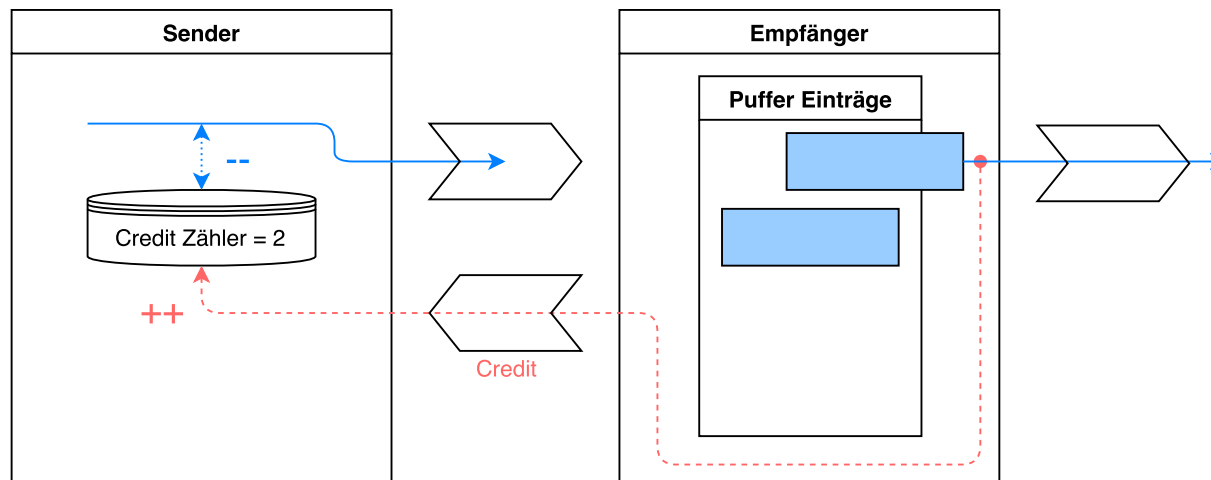 Sender
Empfänger
Puffer Einträge
--
Credit Zähler = 2
++
Credit